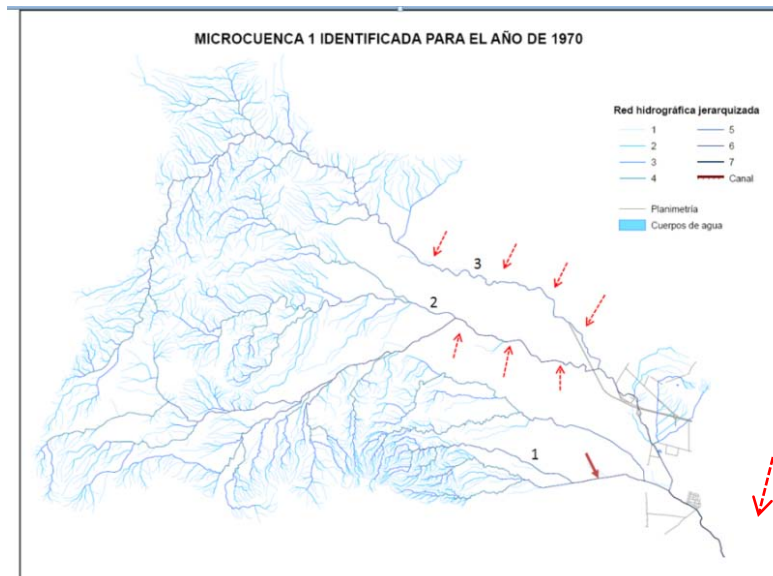 MICROCUENCA 1 IDENTIFICADA PARA EL AÑO DE 1970
Red hidrográfica jerarquizada
1 5
2 6
3 7
4 Canal
Planimetría
Cuerpos de agua
3
2
1